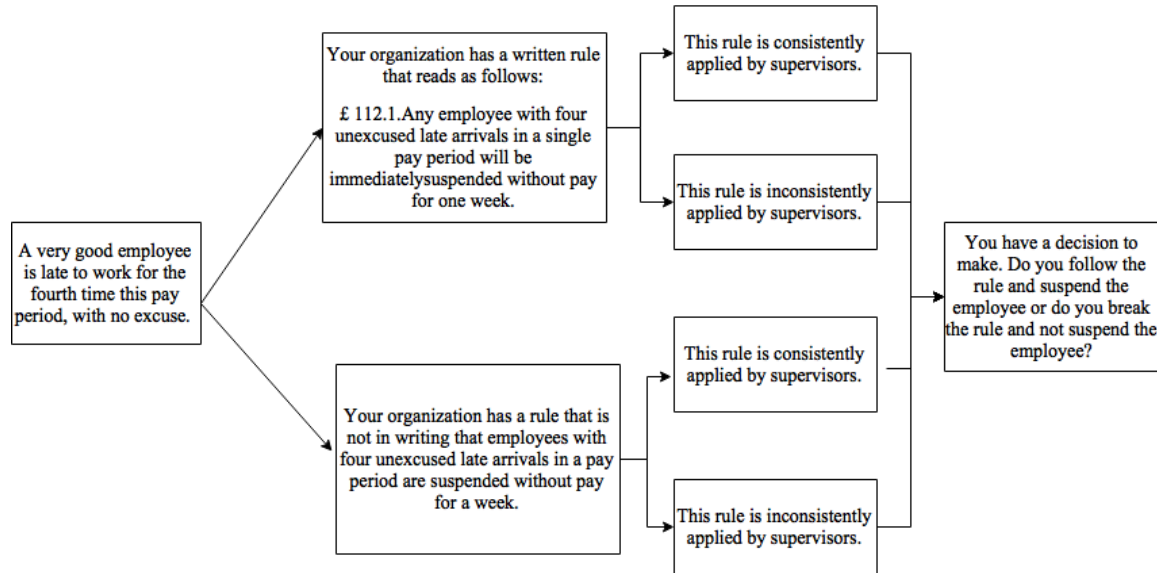 A very good employee
is late to work for the
fourth time this pay
period, with no excuse.
Your organization has a written rule
that reads as follows:
£ 112.1.Any employee with four
unexcused late arrivals in a single
pay period will be
immediatelysuspended without pay
for one week.
Your organization has a rule that is
not in writing that employees with
four unexcused late arrivals in a pay
period are suspended without pay
for a week.
This rule is consistently
applied by supervisors.
This rule is inconsistently
applied by supervisors.
This rule is consistently
applied by supervisors.
This rule is inconsistently
applied by supervisors.
You have a decision to
make. Do you follow the
rule and suspend the
employee or do you break
the rule and not suspend the
employee?